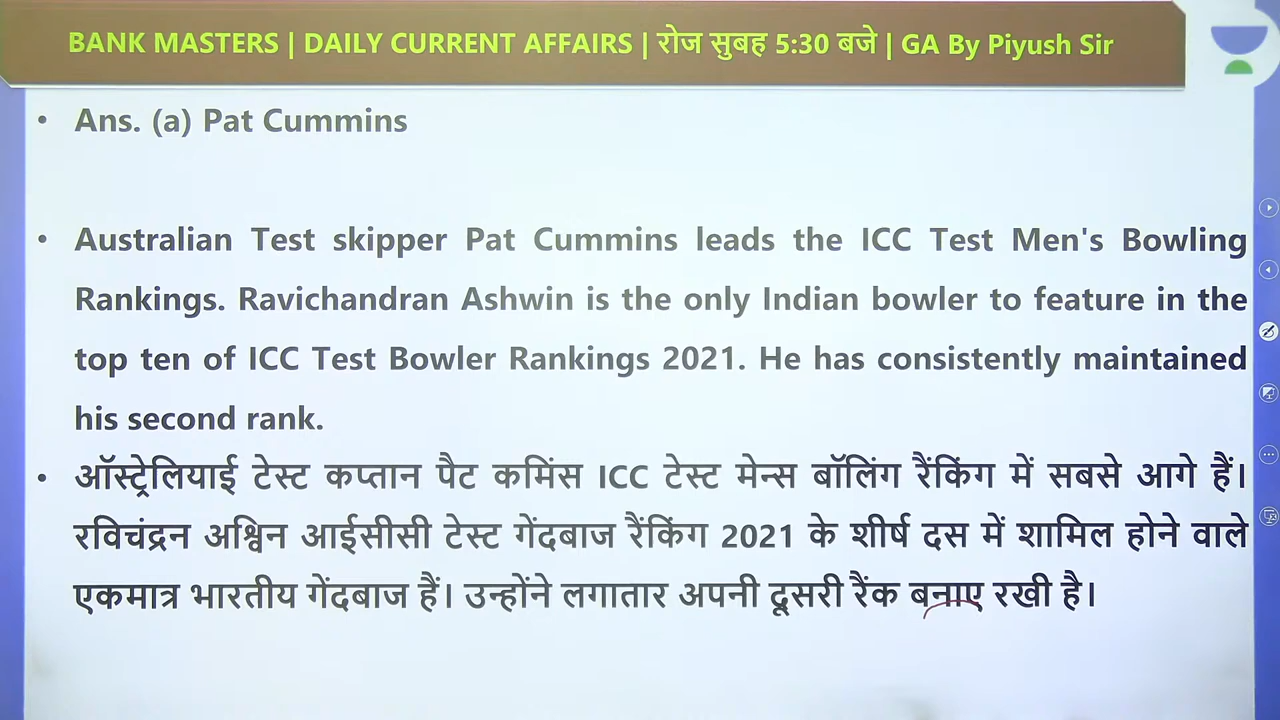 BANK MASTERS | DAILY CURRENT AFFAIRS | रोज सुबह 5:30 बजे | GA By Piyush Sir
• Ans. (a) Pat Cummins
• Australian Test skipper Pat Cummins leads the ICC Test Men's Bowling
Rankings. Ravichandran Ashwin is the only Indian bowler to feature in the
top ten of ICC Test Bowler Rankings 2021. He has consistently maintained
his second rank.
• ऑस्ट्रेलियाई टेस्ट कप्तान पैट कमिंस ICC टेस्ट मेन्स बॉलिंग रैंकिंग में सबसे आगे हैं।
रविचंद्रन अश्विन आईसीसी टेस्ट गेंदबाज रैंकिंग 2021 के शीर्ष दस में शामिल होने वाले
एकमात्र भारतीय गेंदबाज हैं। उन्होंने लगातार अपनी दूसरी रैंक बनाए रखी है।